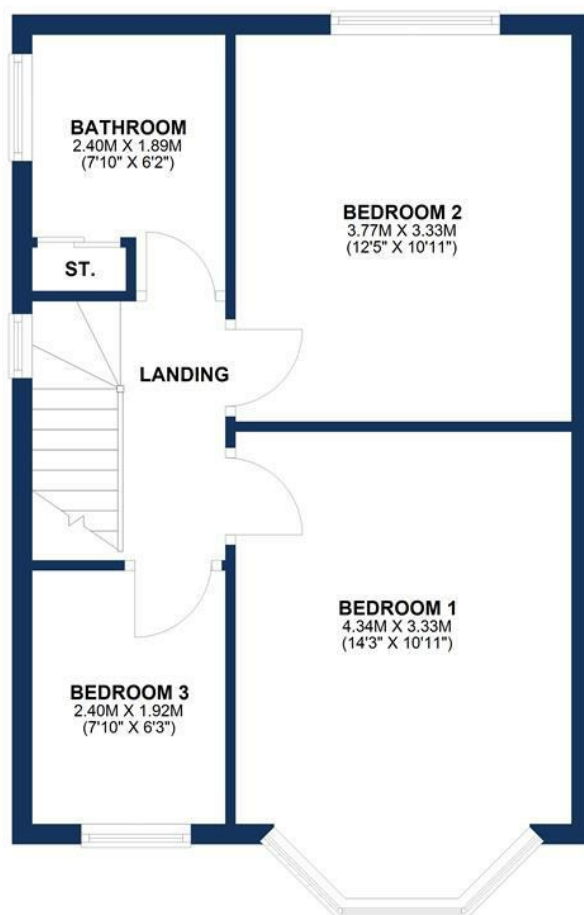 BATHROOM
2.40M X 1.89M
(7'10" X 6'2")
BEDROOM 2
3.77M X 3.33M
(12'5" X 10'11")
ST.
LANDING
BEDROOM 1
4.34M X 3.33M
(14'3" X 10'11")
BEDROOM 3
2.40M X 1.92M
(7'10" X 6'3")